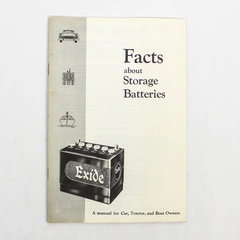 Facts
about
Storage
Batteries
Exide
A manual for Car, Tractor, and Boat Owners